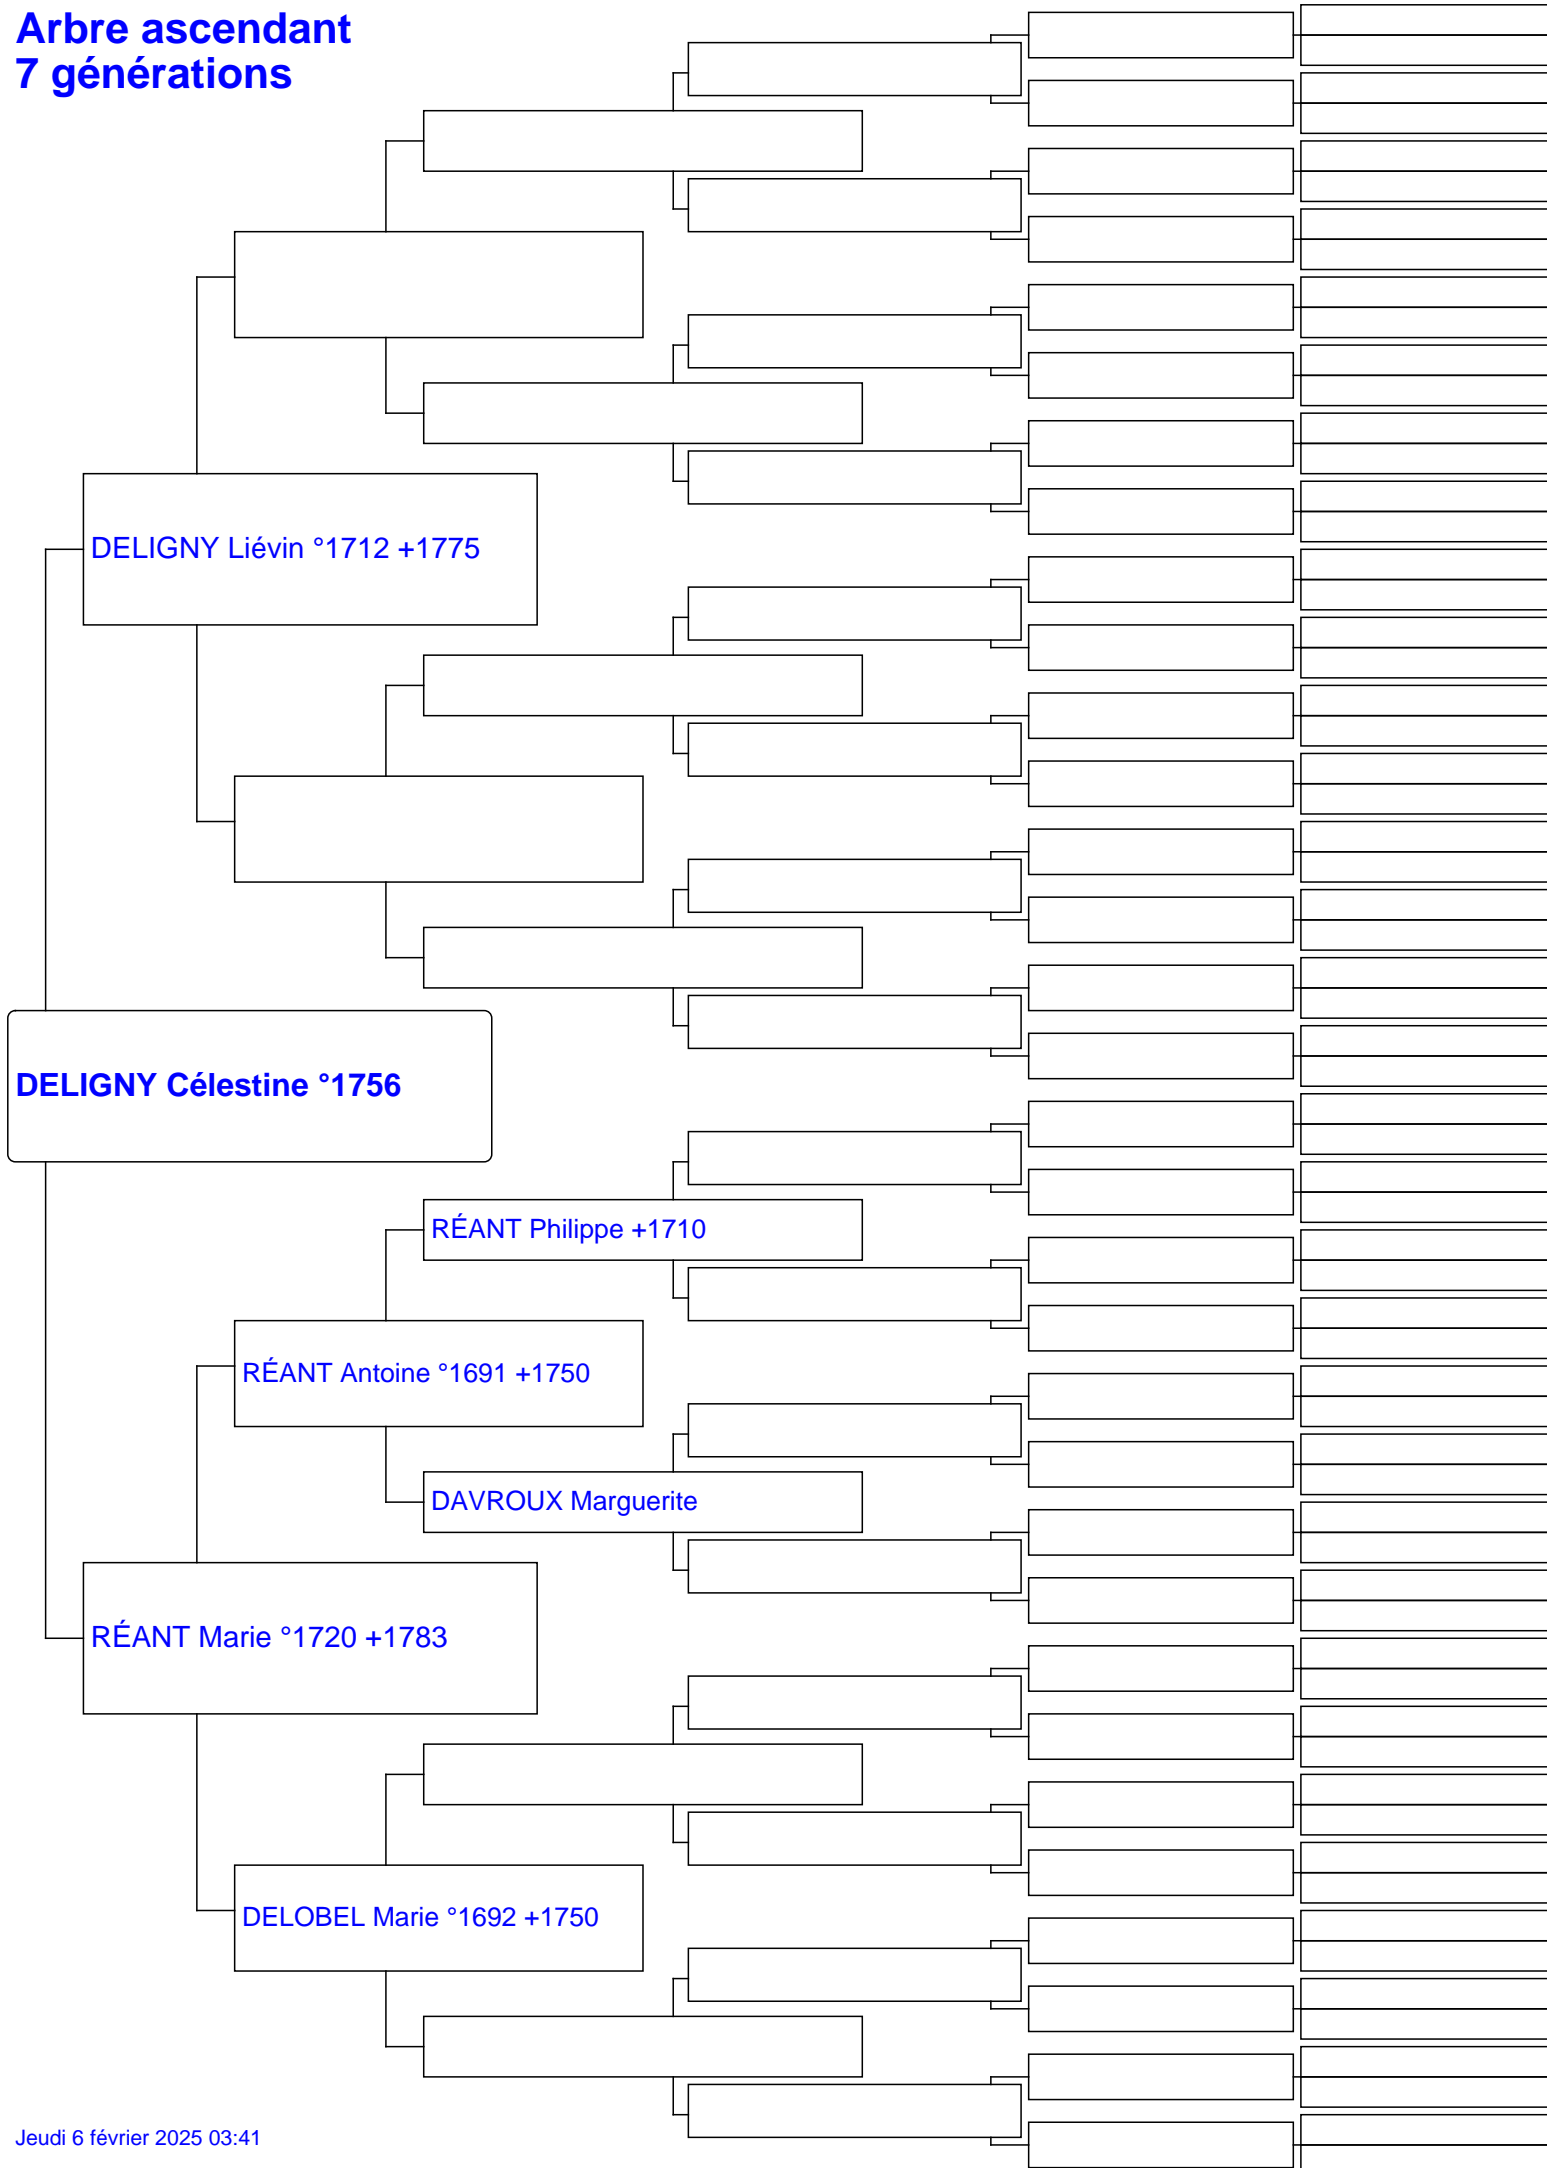 Arbre ascendant
7 générations
DELIGNY Liévin °1712 +1775
DELIGNY Célestine °1756
RÉANT Philippe +1710
RÉANT Antoine °1691 +1750
DAVROUX Marguerite
RÉANT Marie °1720 +1783
DELOBEL Marie °1692 +1750
Jeudi 6 février 2025 03:41